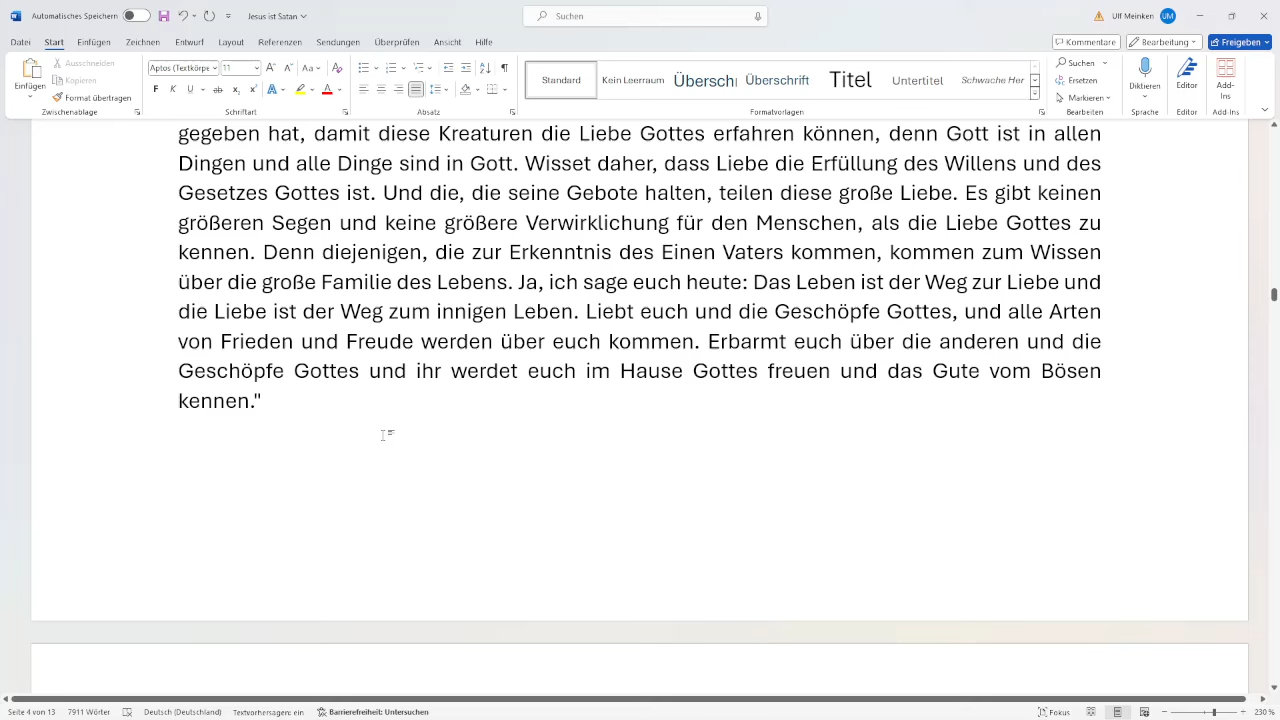 Automatisches Speichern
Jesus ist Satan
Suchen
Ulf Meinken
UM
Datei Start Einfügen Zeichnen Entwurf Layout Referenzen Sendungen Überprüfen Ansicht Hilfe
Kommentare
Bearbeitung
Freigeben
Einfügen
Ausschneiden
Kopieren
Format übertragen
Zwischenablage
Aptos (Textkörpe
11
F K U ab
Schriftart
Absatz
Standard
Kein Leerraum
Übersch
Überschrift
Titel
Untertitel
Schwache Her
Formatvorlagen
Suchen
Ersetzen
Markieren
Bearbeiten
Diktieren
Sprache
Editor
Editor
Add-
Ins
Add-Ins
gegeben hat, damit diese Kreaturen die Liebe Gottes erfahren können, denn Gott ist in allen
Dingen und alle Dinge sind in Gott. Wisset daher, dass Liebe die Erfüllung des Willens und des
Gesetzes Gottes ist. Und die, die seine Gebote halten, teilen diese große Liebe. Es gibt keinen
größeren Segen und keine größere Verwirklichung für den Menschen, als die Liebe Gottes zu
kennen. Denn diejenigen, die zur Erkenntnis des Einen Vaters kommen, kommen zum Wissen
über die große Familie des Lebens. Ja, ich sage euch heute: Das Leben ist der Weg zur Liebe und
die Liebe ist der Weg zum innigen Leben. Liebt euch und die Geschöpfe Gottes, und alle Arten
von Frieden und Freude werden über euch kommen. Erbarmt euch über die anderen und die
Geschöpfe Gottes und ihr werdet euch im Hause Gottes freuen und das Gute vom Bösen
kennen."
Seite 4 von 13
7911 Wörter
Deutsch (Deutschland)
Textvorhersagen: ein
Barrierefreiheit: Untersuchen
Fokus
230 %